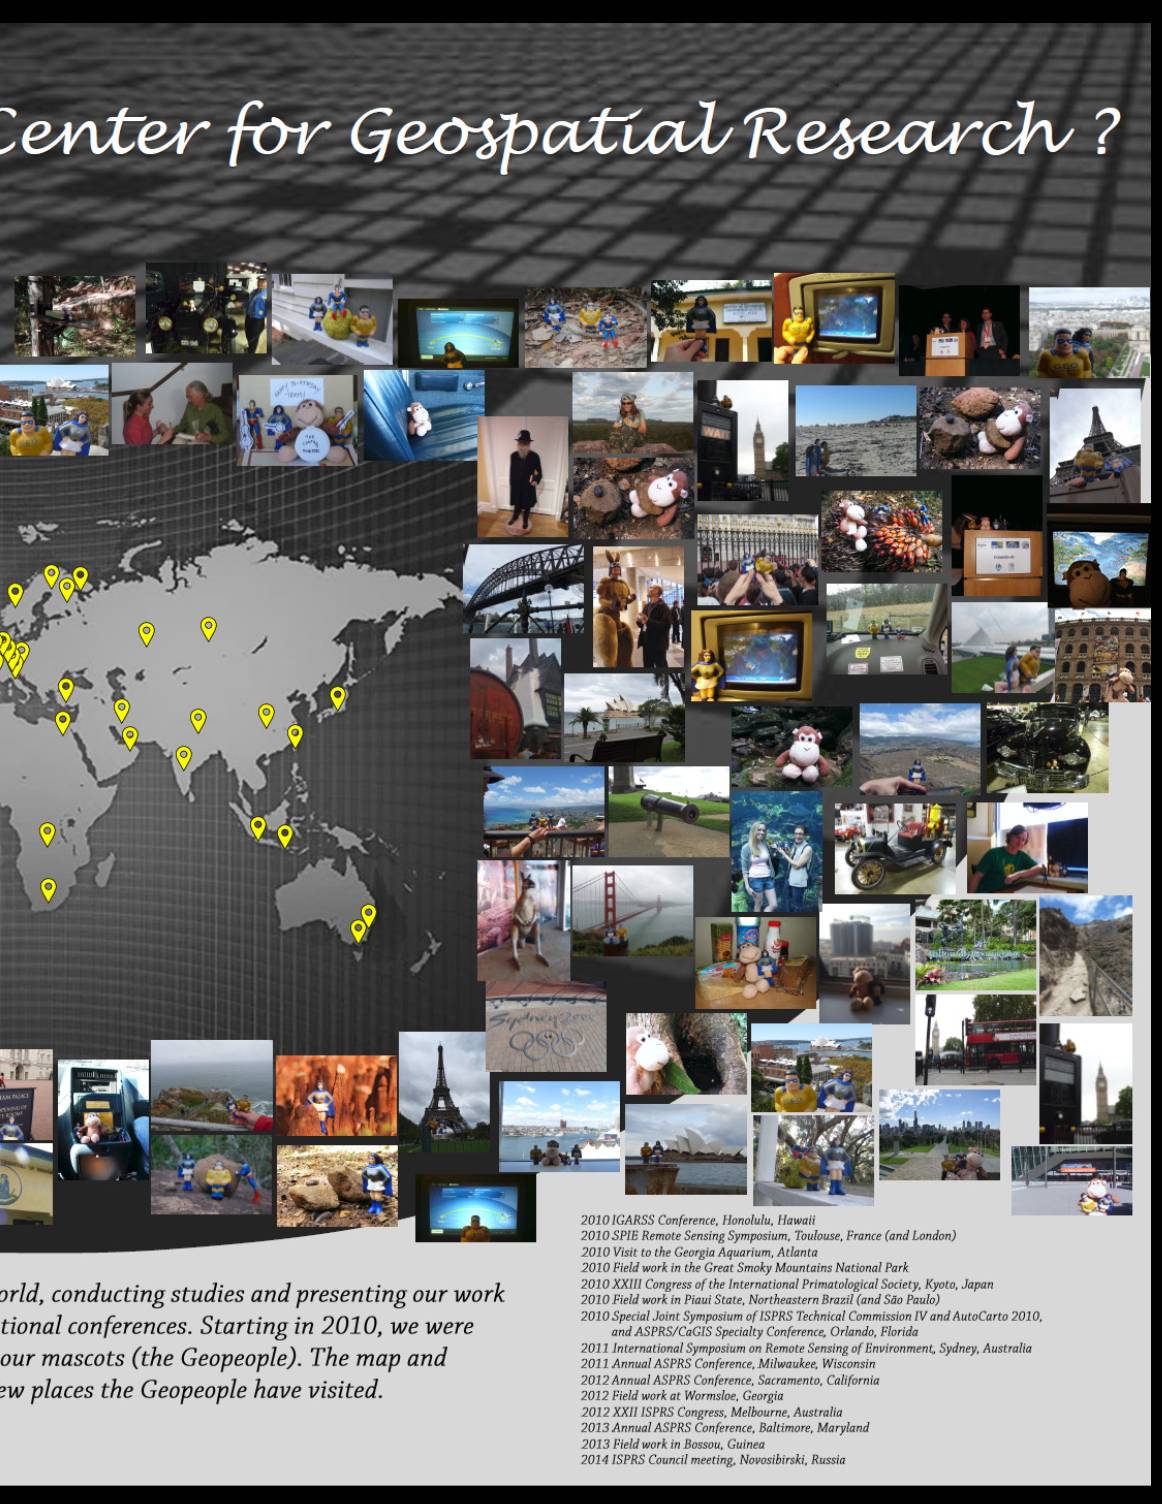 Center for Geospatial Research ?
WAIT
Sydney 2000
orld, conducting studies and presenting our work
tional conferences. Starting in 2010, we were
our mascots (the Geopeople). The map and
ew places the Geopeople have visited.
2010 IGARSS Conference, Honolulu, Hawaii
2010 SPIE Remote Sensing Symposium, Toulouse, France (and London)
2010 Visit to the Georgia Aquarium, Atlanta
2010 Field work in the Great Smoky Mountains National Park
2010 XXIII Congress of the International Primatological Society, Kyoto, Japan
2010 Field work in Piaui State, Northeastern Brazil (and São Paulo)
2010 Special Joint Symposium of ISPRS Technical Commission IV and AutoCarto 2010,
and ASPRS/CaGIS Specialty Conference, Orlando, Florida
2011 International Symposium on Remote Sensing of Environment, Sydney, Australia
2011 Annual ASPRS Conference, Milwaukee, Wisconsin
2012 Annual ASPRS Conference, Sacramento, California
2012 Field work at Wormsloe, Georgia
2012 XXII ISPRS Congress, Melbourne, Australia
2013 Annual ASPRS Conference, Baltimore, Maryland
2013 Field work in Bossou, Guinea
2014 ISPRS Council meeting, Novosibirski, Russia